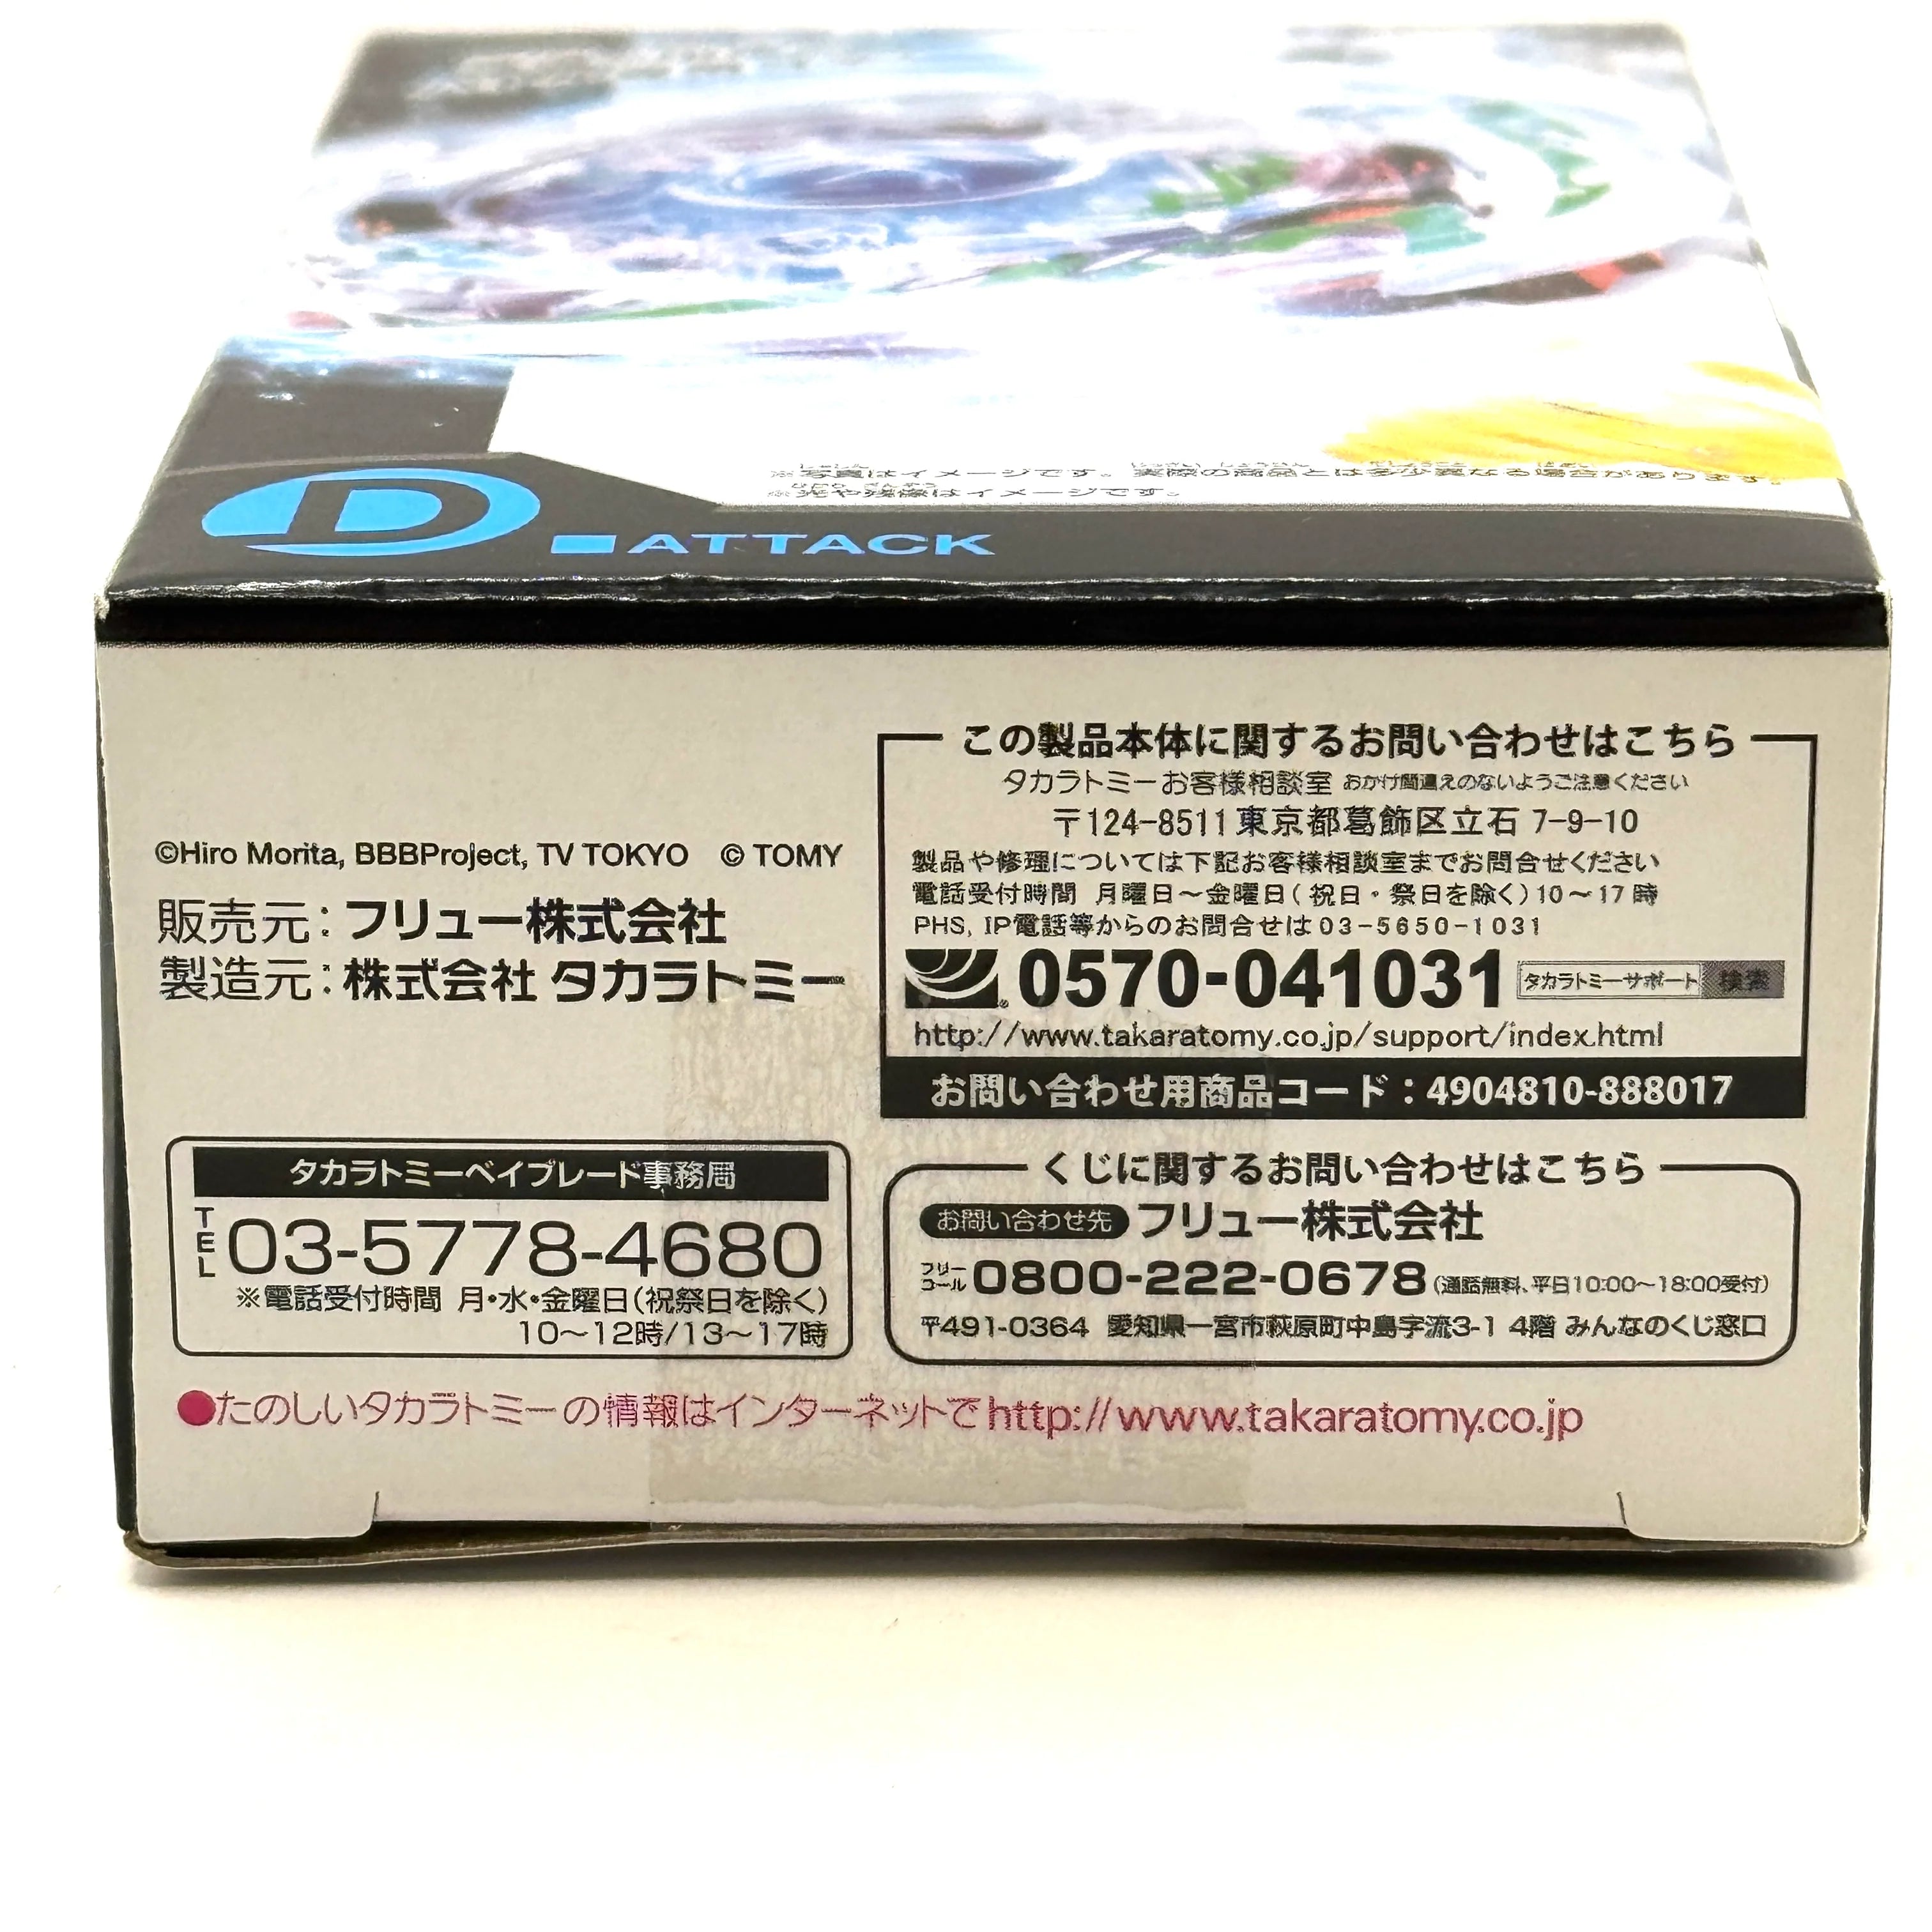 ※写真はイメージです。実際の商品とは多少異なる場合があります。
※光や残像はイメージです。
D ATTACK
©Hiro Morita, BBBProject, TV TOKYO © TOMY
販売元：フリュー株式会社
製造元：株式会社 タカラトミー
この製品本体に関するお問い合わせはこちら
タカラトミーお客様相談室 おかけ間違えのないようご注意ください
〒124-8511 東京都葛飾区立石 7-9-10
製品や修理については下記お客様相談室までお問合せください
電話受付時間 月曜日〜金曜日(祝日・祭日を除く)10〜17時
PHS, IP電話等からのお問合せは03-5650-1031
0570-041031 タカラトミーサポート 検索
http://www.takaratomy.co.jp/support/index.html
お問い合わせ用商品コード：4904810-888017
タカラトミーベイブレード事務局
TEL 03-5778-4680
※電話受付時間 月・水・金曜日(祝祭日を除く)
10〜12時/13〜17時
くじに関するお問い合わせはこちら
お問い合わせ先 フリュー株式会社
フリーコール 0800-222-0678 (通話無料、平日10:00〜18:00受付)
〒491-0364 愛知県一宮市萩原町中島字流3-1 4階 みんなのくじ窓口
●たのしいタカラトミーの情報はインターネットでhttp://www.takaratomy.co.jp